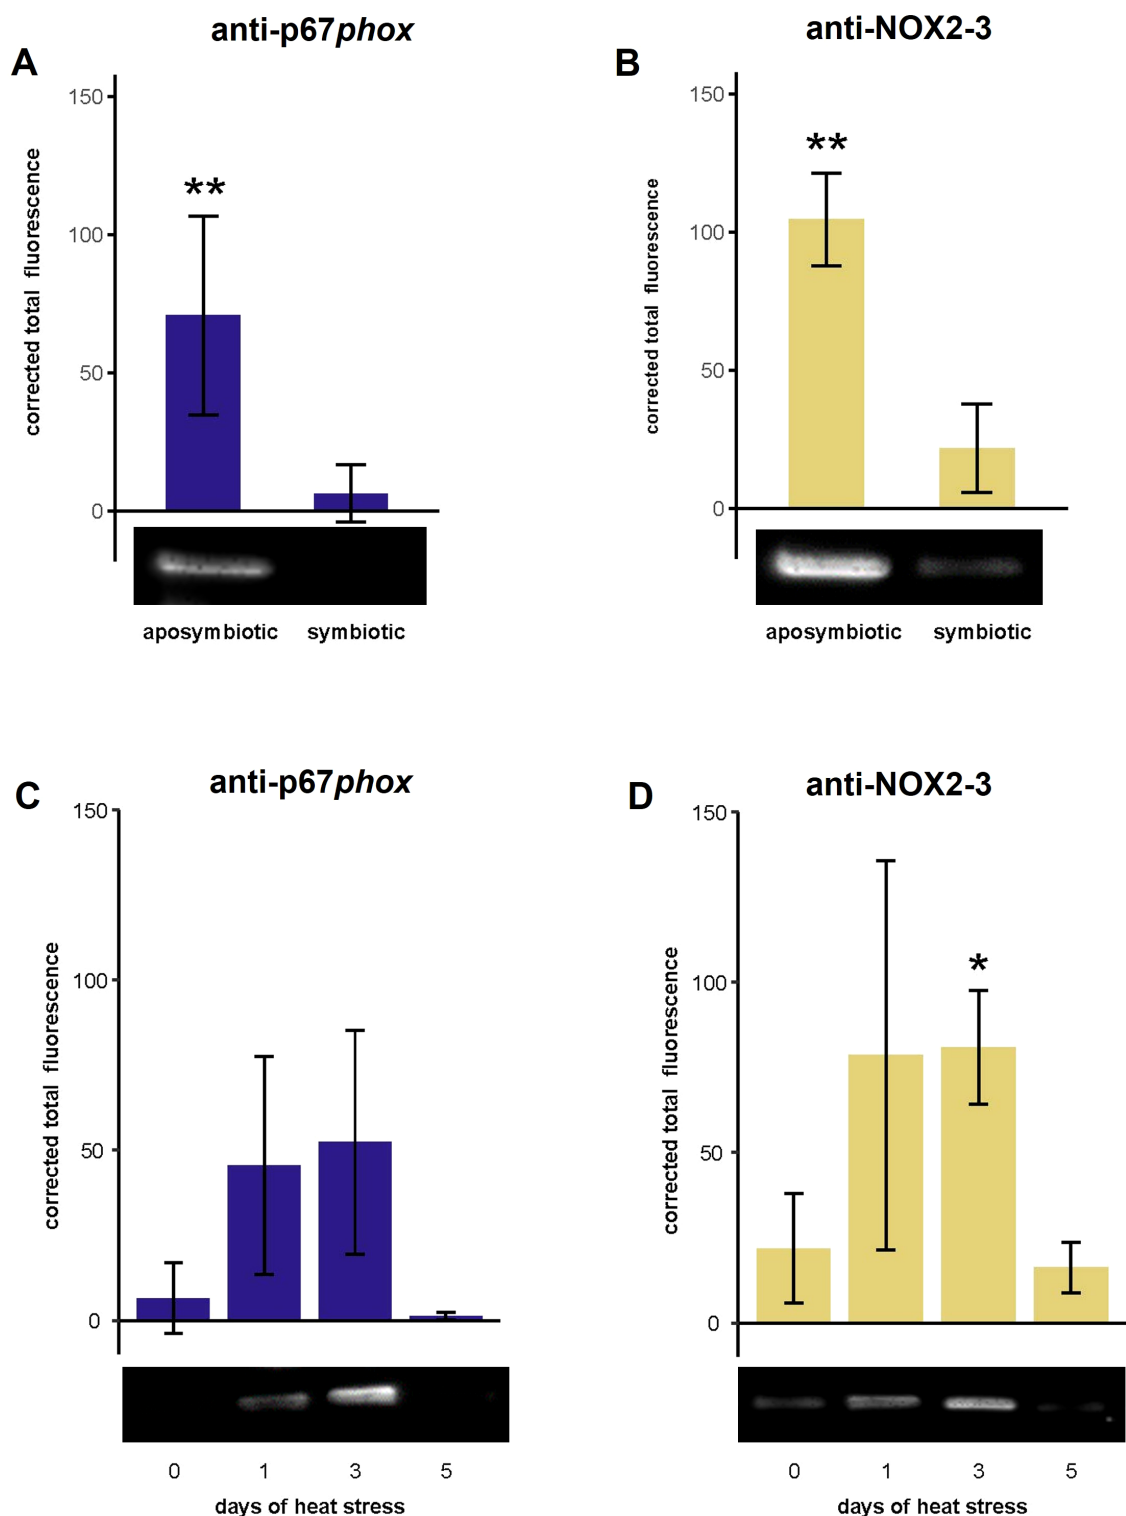 anti-p67phox
A
corrected total fluorescence
150
100
50
0
**
aposymbiotic symbiotic
anti-NOX2-3
B
corrected total fluorescence
150
100
50
0
**
aposymbiotic symbiotic
anti-p67phox
C
corrected total fluorescence
150
100
50
0
0 1 3 5
days of heat stress
anti-NOX2-3
D
corrected total fluorescence
150
100
50
0
*
0 1 3 5
days of heat stress